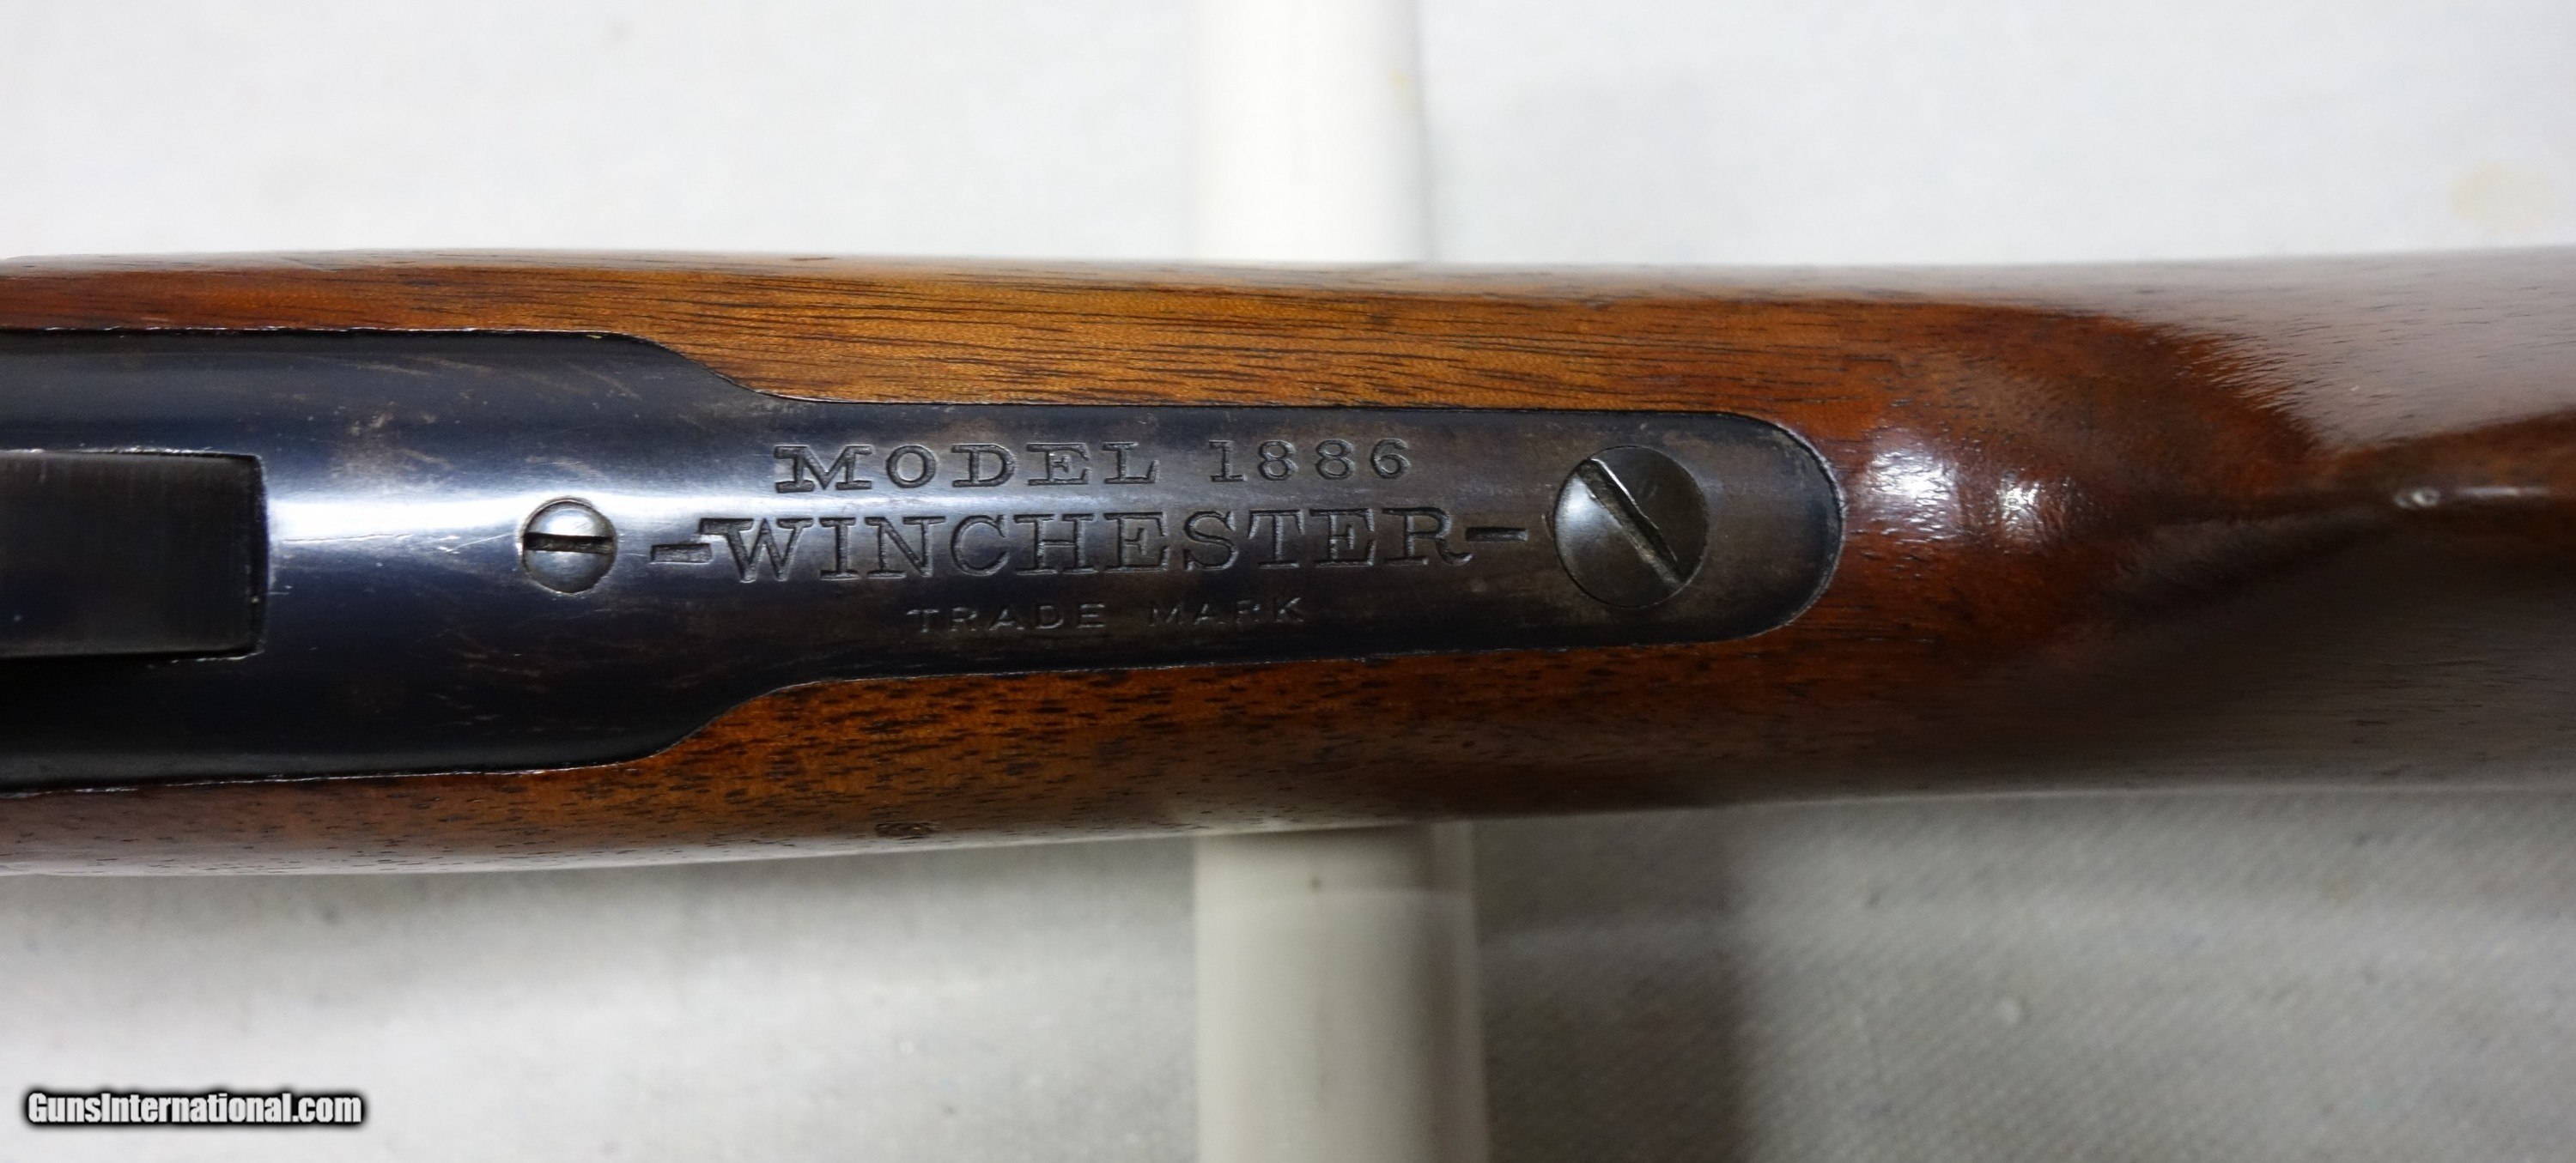 MODEL 1886
-WINCHESTER-
TRADE MARK
GunsInternational.com